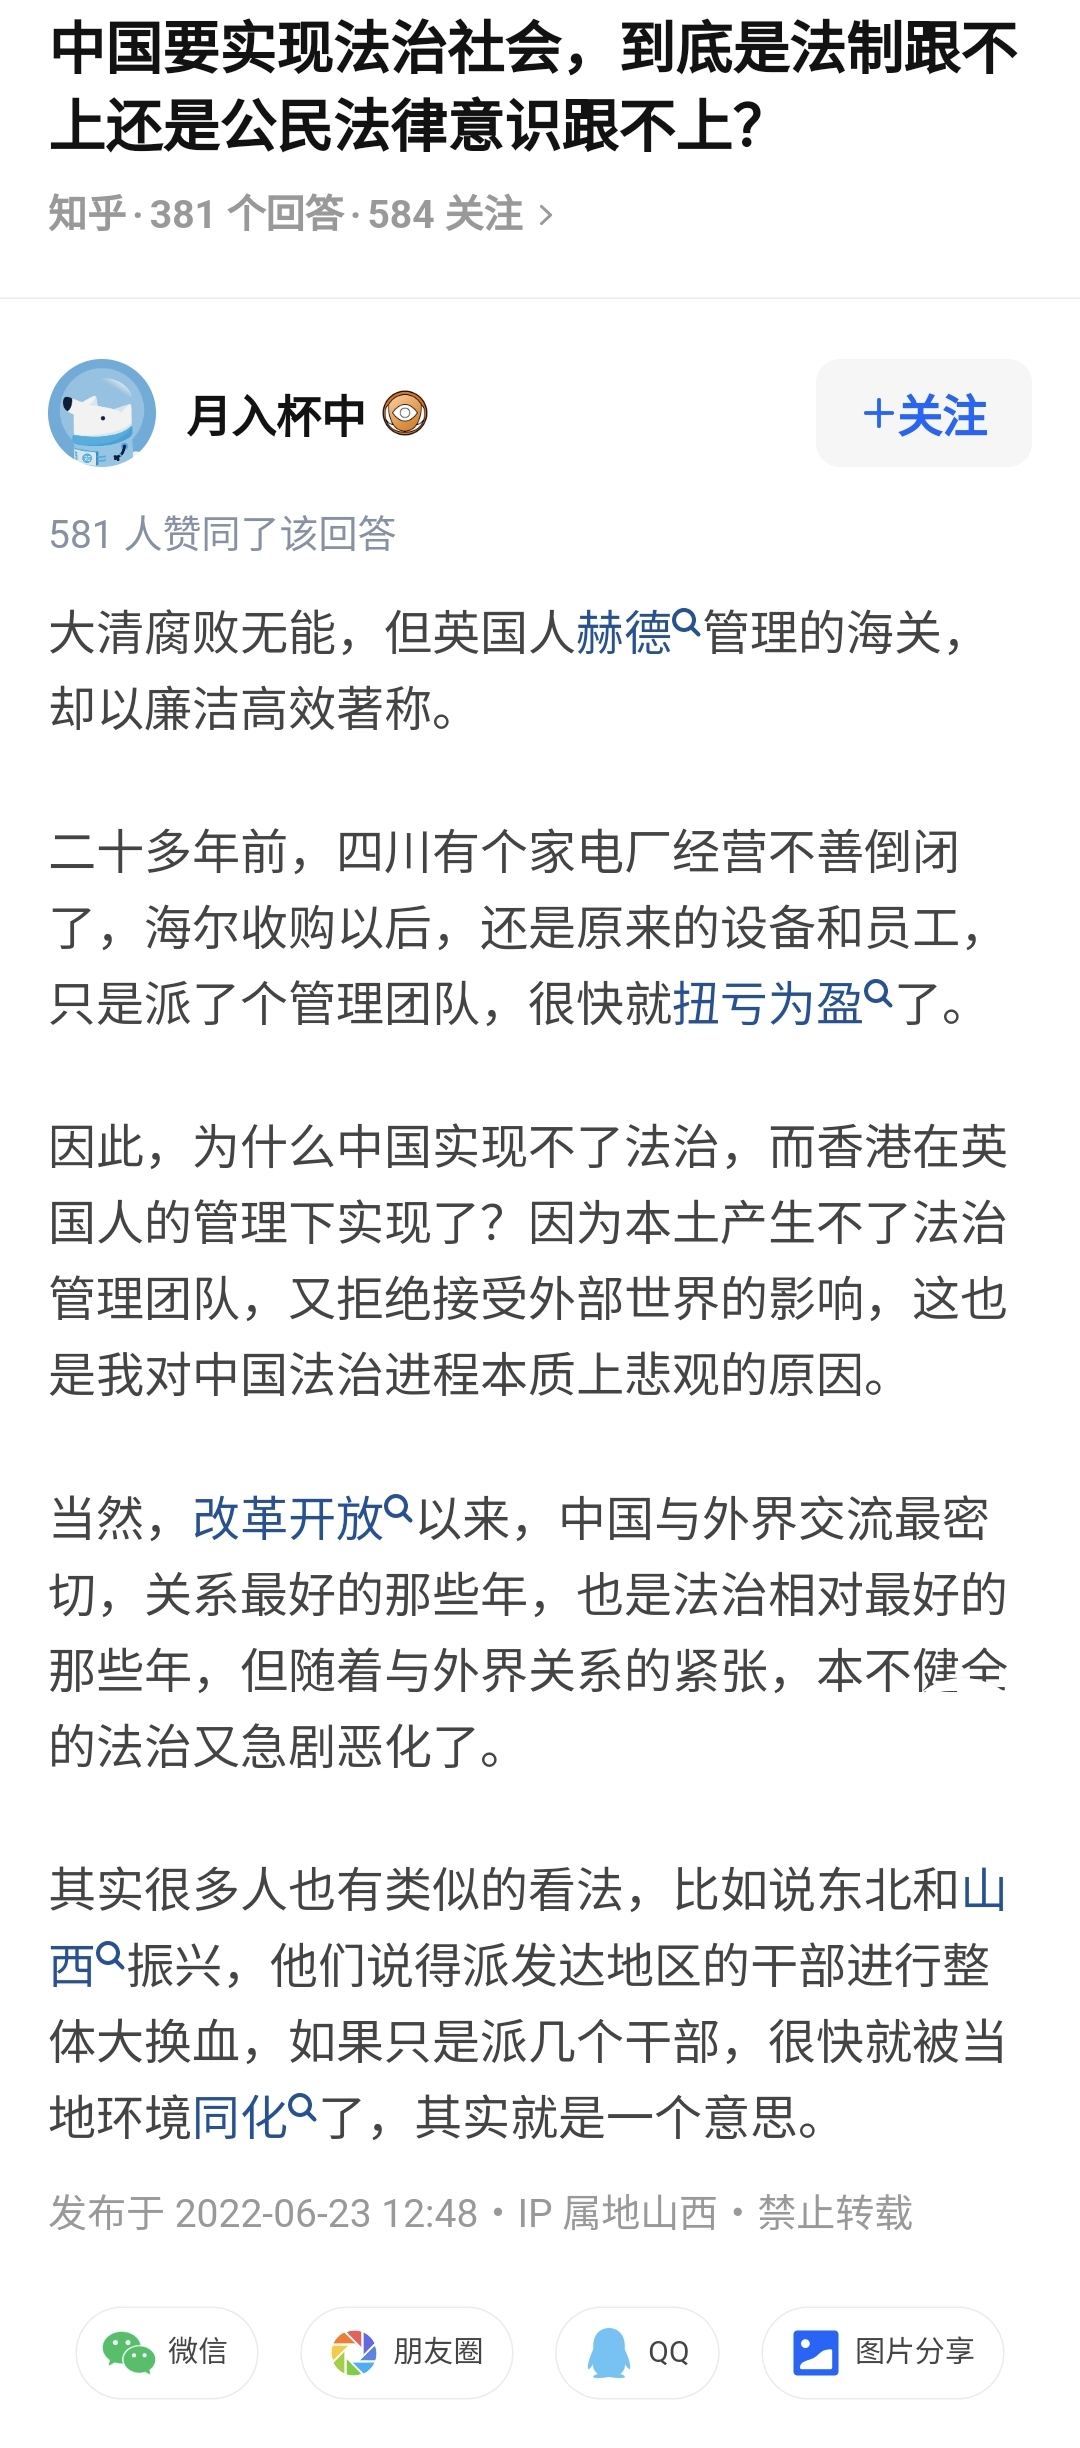 中国要实现法治社会，到底是法制跟不
上还是公民法律意识跟不上？
知乎·381 个回答·584 关注 >
月入杯中
+关注
581 人赞同了该回答
大清腐败无能，但英国人赫德管理的海关，
却以廉洁高效著称。
二十多年前，四川有个家电厂经营不善倒闭
了，海尔收购以后，还是原来的设备和员工，
只是派了个管理团队，很快就扭亏为盈了。
因此，为什么中国实现不了法治，而香港在英
国人的管理下实现了？因为本土产生不了法治
管理团队，又拒绝接受外部世界的影响，这也
是我对中国法治进程本质上悲观的原因。
当然，改革开放以来，中国与外界交流最密
切，关系最好的那些年，也是法治相对最好的
那些年，但随着与外界关系的紧张，本不健全
的法治又急剧恶化了。
其实很多人也有类似的看法，比如说东北和山
西振兴，他们说得派发达地区的干部进行整
体大换血，如果只是派几个干部，很快就被当
地环境同化了，其实就是一个意思。
发布于 2022-06-23 12:48・IP 属地山西・禁止转载
微信
朋友圈
QQ
图片分享